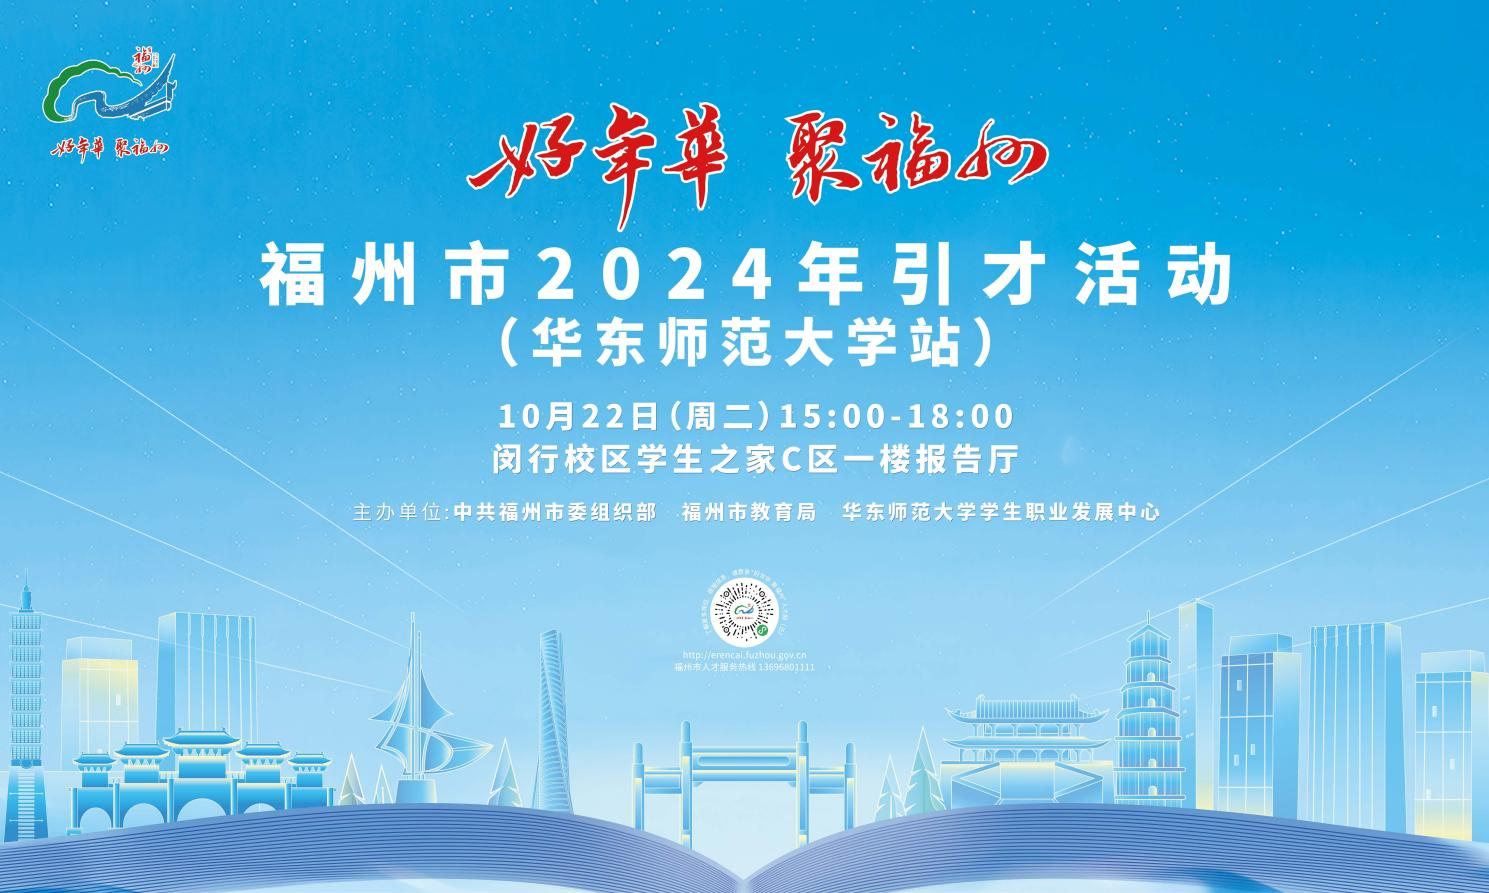 福州
好年华 聚福州
好年華 聚福州
福州市2024年引才活动
（华东师范大学站）
10月22日（周二）15:00-18:00
闵行校区学生之家C区一楼报告厅
主办单位:中共福州市委组织部 福州市教育局 华东师范大学学生职业发展中心
http://erencai.fuzhou.gov.cn
福州市人才服务热线 13696801111